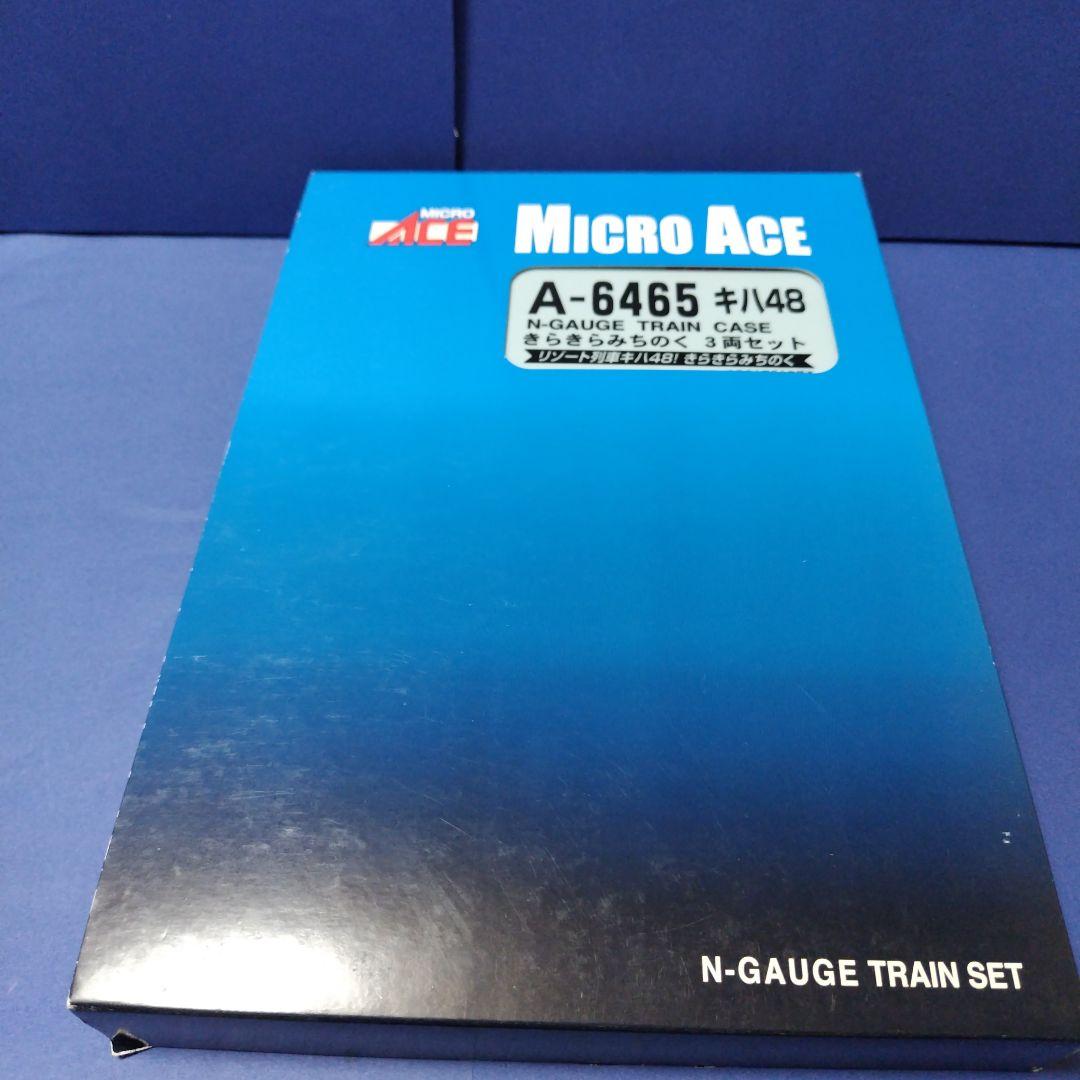 MICRO
ACE
MICRO ACE
A-6465 キハ48
N-GAUGE TRAIN CASE
きらきらみちのく 3両セット
リゾート列車キハ48! きらきらみちのく
N-GAUGE TRAIN SET